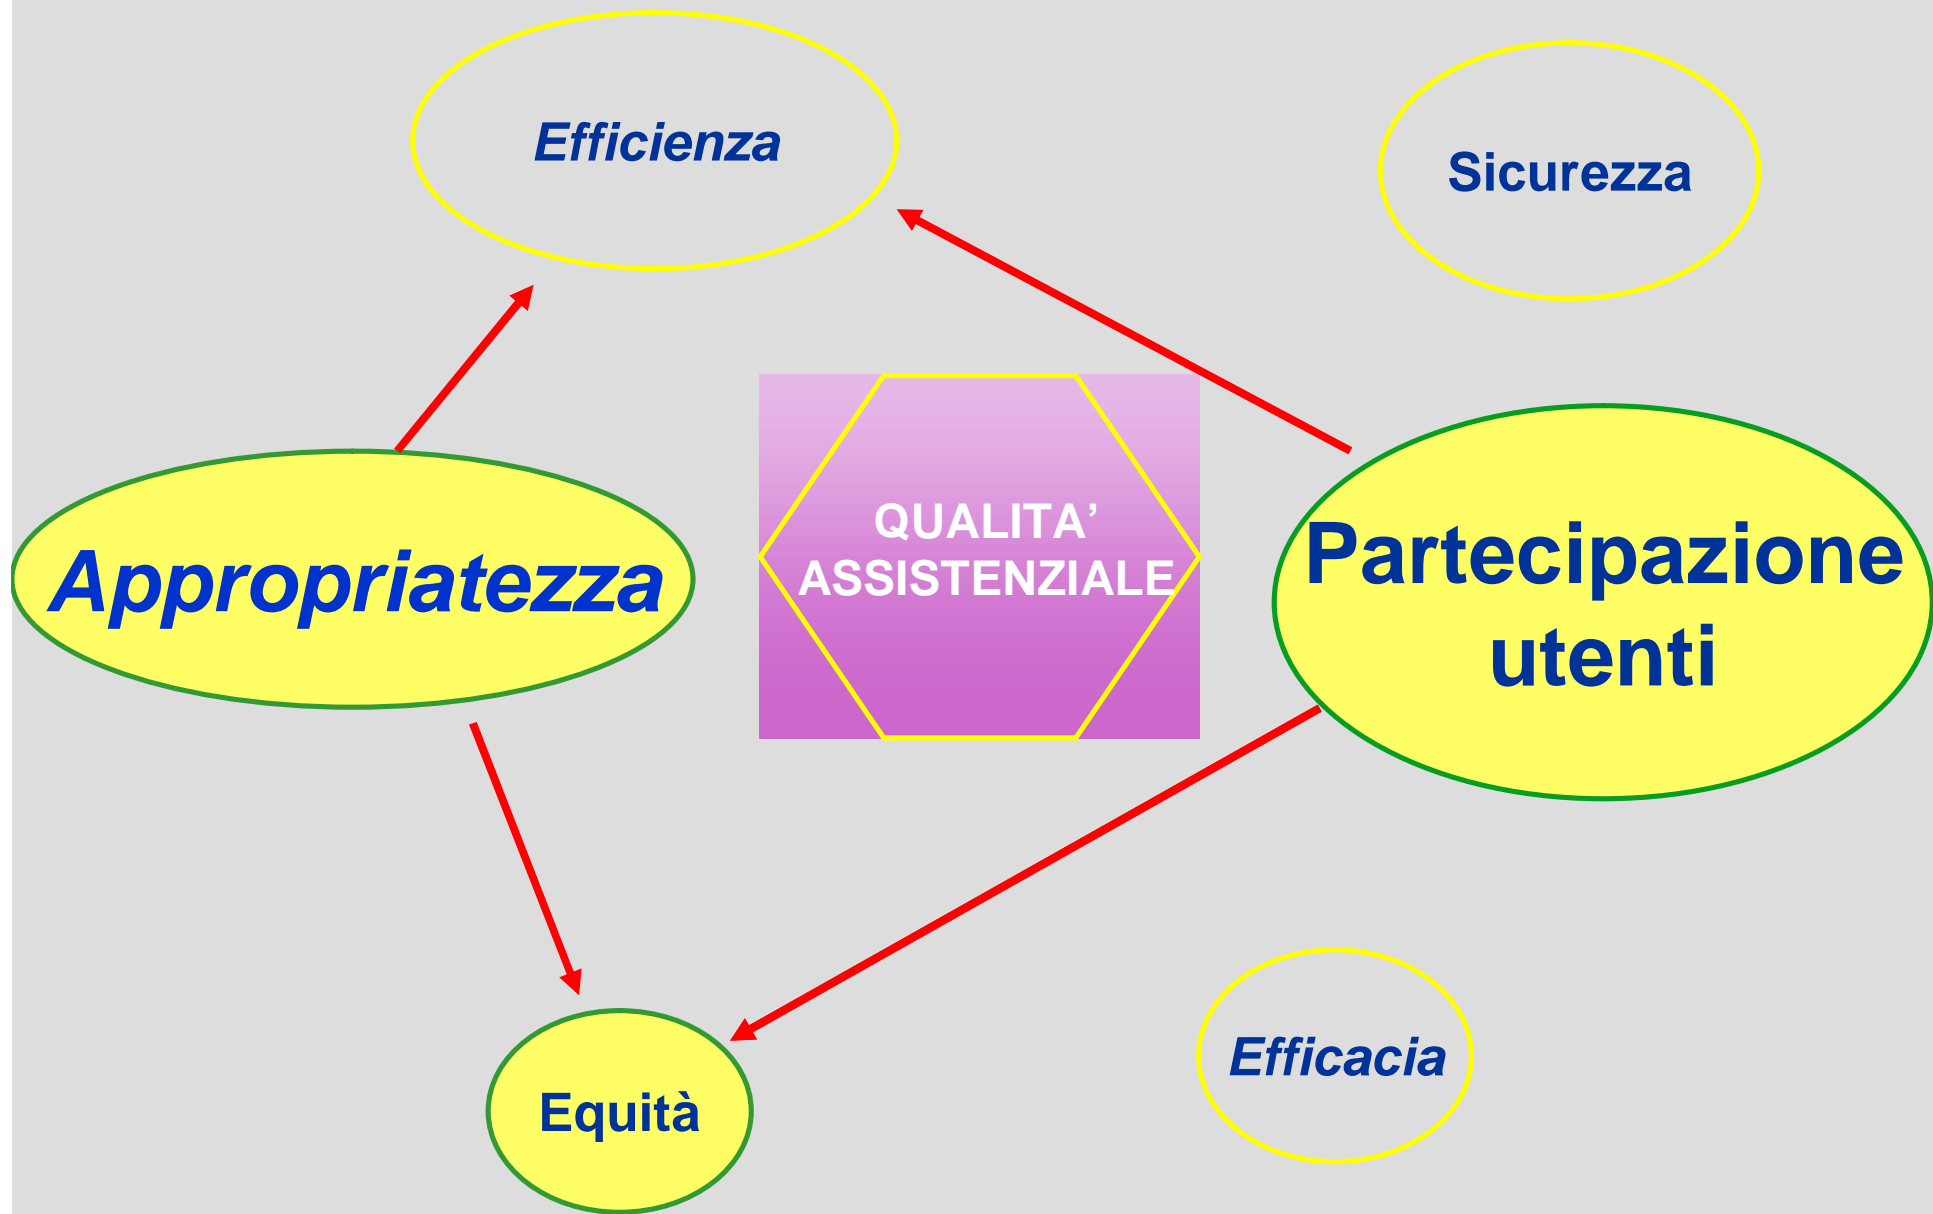 Efficienza
Sicurezza
QUALITA’
ASSISTENZIALE
Appropriatezza
Partecipazione
utenti
Efficacia
Equità